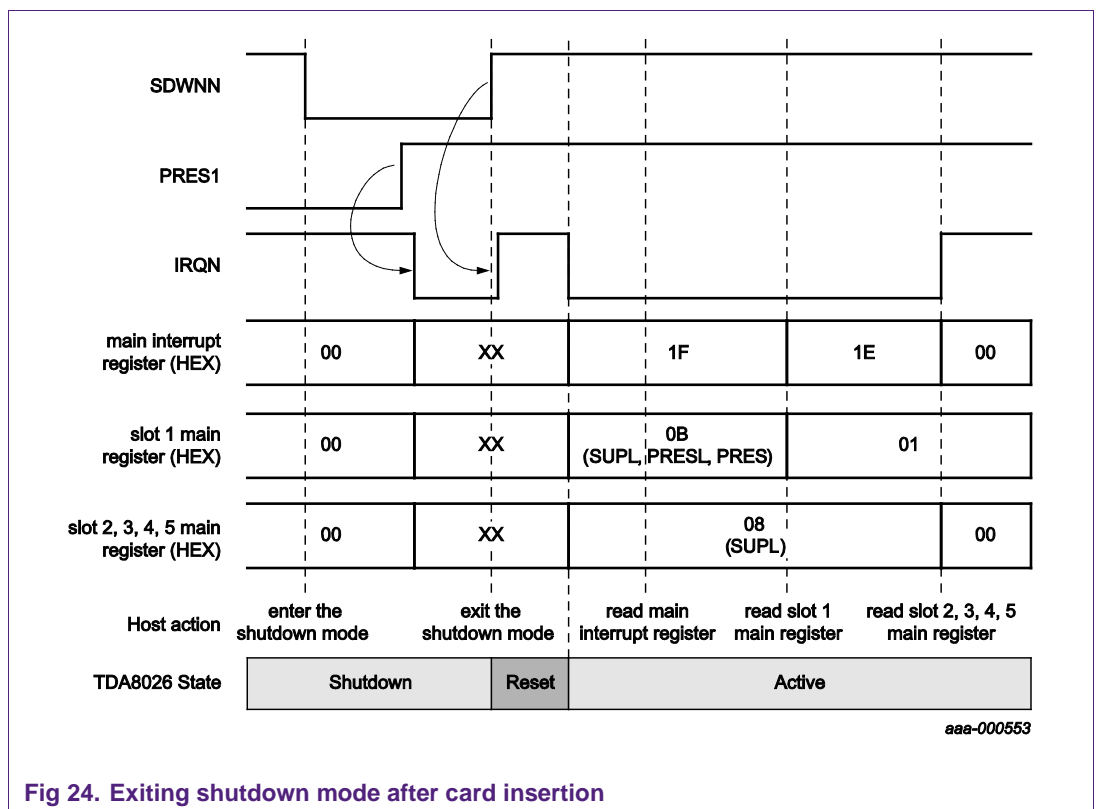 SDWNN
PRES1
IRQN
main interrupt
register (HEX)
00
XX
1F
1E
00
slot 1 main
register (HEX)
00
XX
0B
(SUPL, PRESL, PRES)
01
slot 2, 3, 4, 5 main
register (HEX)
00
XX
08
(SUPL)
00
Host action
enter the
shutdown mode
exit the
shutdown mode
read main
interrupt register
read slot 1
main register
read slot 2, 3, 4, 5
main register
TDA8026 State
Shutdown
Reset
Active
aaa-000553
Fig 24. Exiting shutdown mode after card insertion